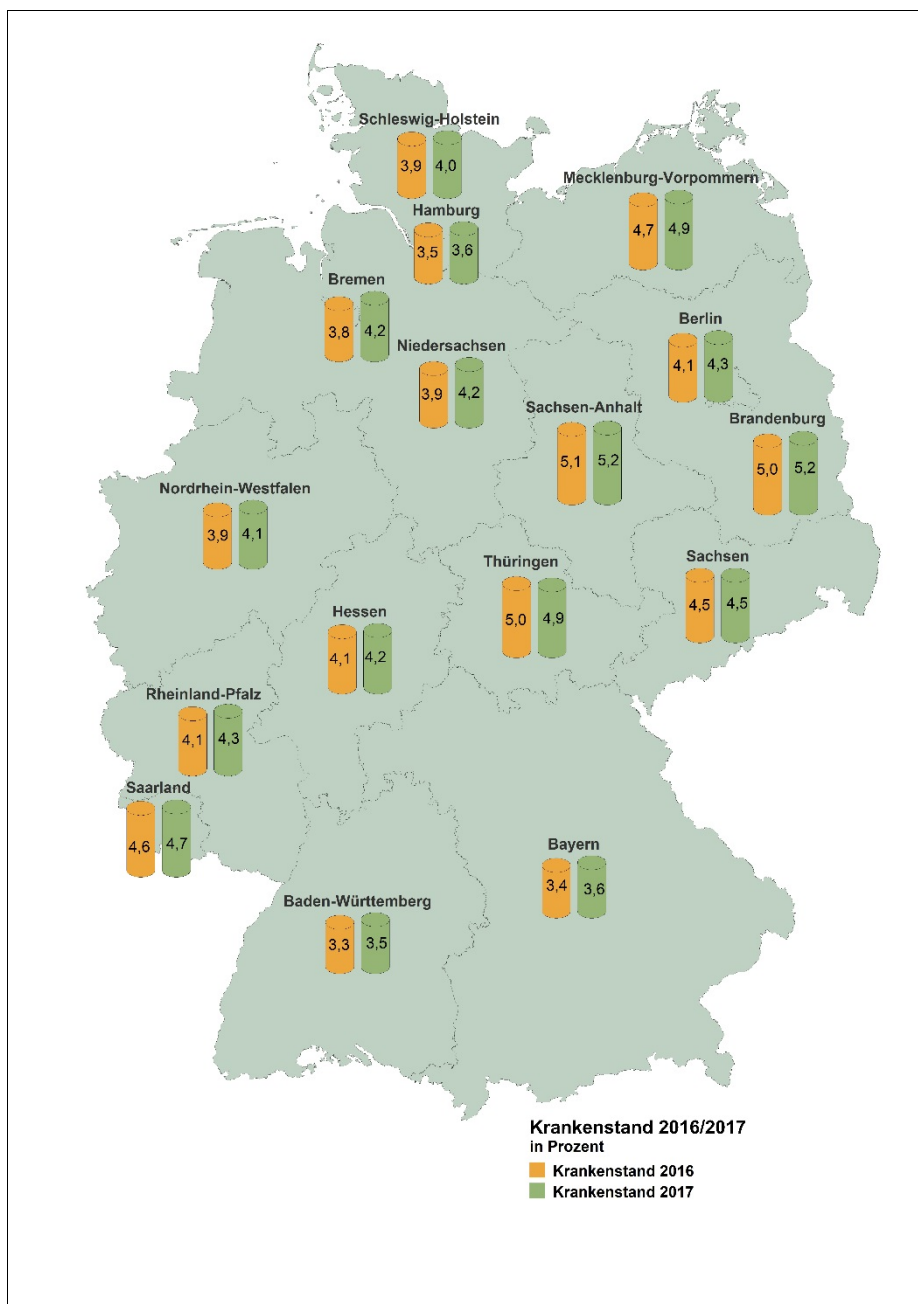 Schleswig-Holstein
3,9 4,0
Mecklenburg-Vorpommern
4,7 4,9
Hamburg
3,5 3,6
Bremen
3,8 4,2
Berlin
4,1 4,3
Niedersachsen
3,9 4,2
Sachsen-Anhalt
5,1 5,2
Brandenburg
5,0 5,2
Nordrhein-Westfalen
3,9 4,1
Thüringen
5,0 4,9
Sachsen
4,5 4,5
Hessen
4,1 4,2
Rheinland-Pfalz
4,1 4,3
Saarland
4,6 4,7
Bayern
3,4 3,6
Baden-Württemberg
3,3 3,5
Krankenstand 2016/2017
in Prozent
Krankenstand 2016
Krankenstand 2017